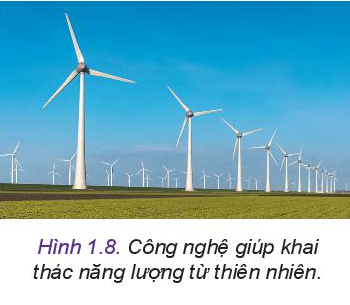 Hình 1.8. Công nghệ giúp khai
thác năng lượng từ thiên nhiên.